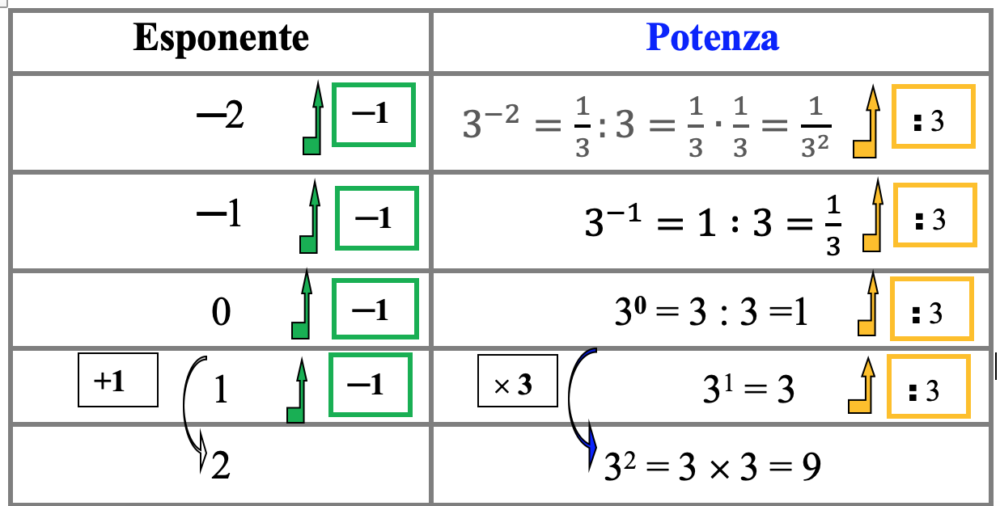 Esponente Potenza
−2 −1 3⁻² = 1/3 : 3 = 1/3 · 1/3 = 1/3² : 3
−1 −1 3⁻¹ = 1 : 3 = 1/3 : 3
0 −1 3⁰ = 3 : 3 =1 : 3
+1 1 −1 × 3 3¹ = 3 : 3
2 3² = 3 × 3 = 9